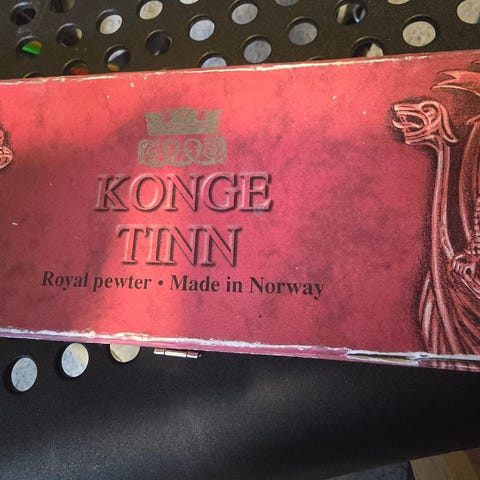 KONGE
TINN
Royal pewter • Made in Norway